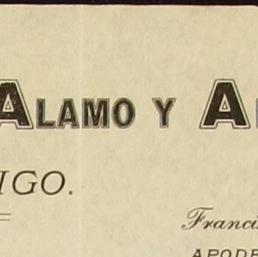 ALAMO Y A
IGO.
Franci
APODE